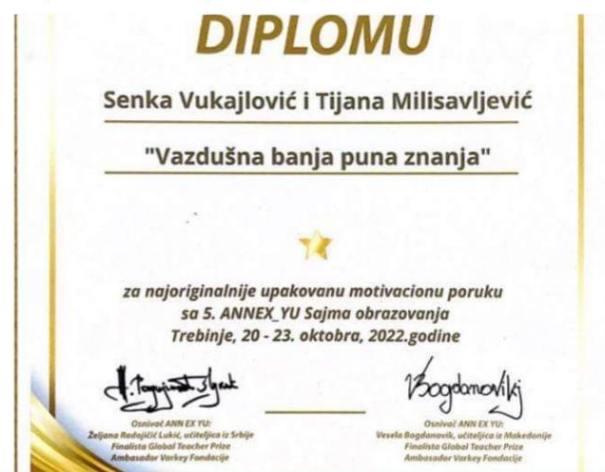 DIPLOMU
Senka Vukajlović i Tijana Milisavljević
"Vazdušna banja puna znanja"
za najoriginalnije upakovanu motivacionu poruku
sa 5. ANNEX_YU Sajma obrazovanja
Trebinje, 20 - 23. oktobra, 2022.godine
Bogdanovikj
Osnivač ANN EX YU:
Željana Radojičić Lukić, učiteljica iz Srbije
Finalista Global Teacher Prize
Ambasador Varkey Fondacije
Osnivač ANN EX YU:
Vesela Bogdanovik, učiteljica iz Makedonije
Finalista Global Teacher Prize
Ambasador Varkey Fondacije